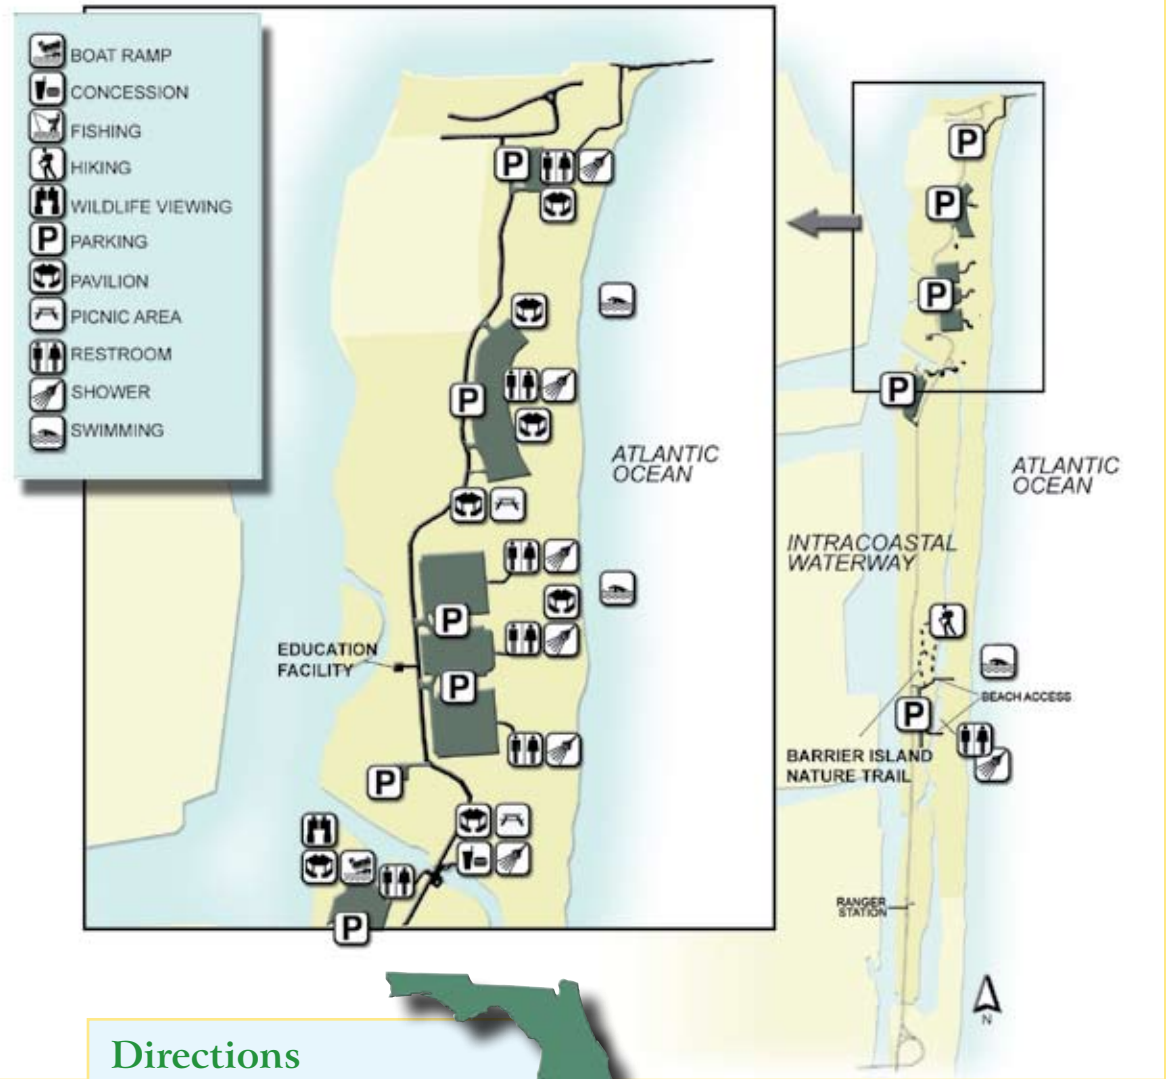 BOAT RAMP
CONCESSION
FISHING
HIKING
WILDLIFE VIEWING
P PARKING
PAVILION
PICNIC AREA
RESTROOM
SHOWER
SWIMMING
P
P
ATLANTIC
OCEAN
P
EDUCATION
FACILITY
P
P
P
P
P
P
P
ATLANTIC
OCEAN
INTRACOASTAL
WATERWAY
BEACH ACCESS
P
BARRIER ISLAND
NATURE TRAIL
RANGER
STATION
N
Directions